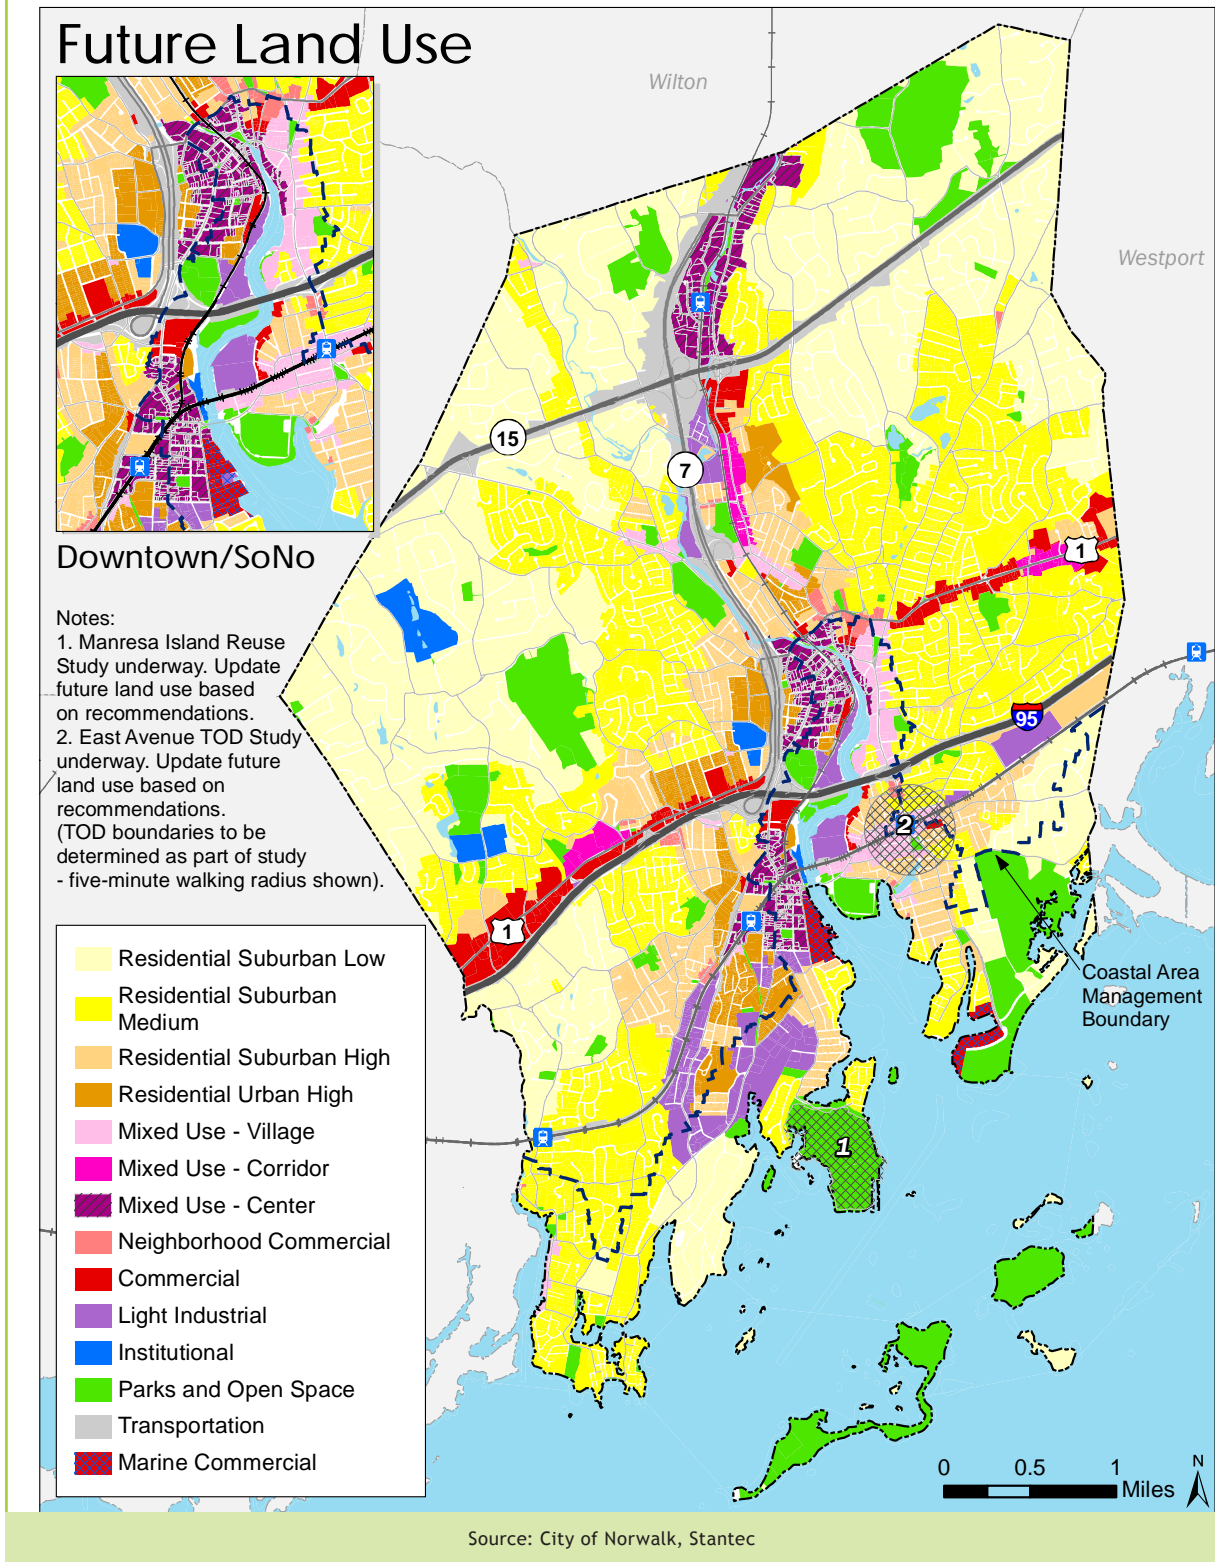 Future Land Use
Wilton
Westport
15
7
1
95
2
1
1
Coastal Area
Management
Boundary
Downtown/SoNo
Notes:
1. Manresa Island Reuse
Study underway. Update
future land use based
on recommendations.
2. East Avenue TOD Study
underway. Update future
land use based on
recommendations.
(TOD boundaries to be
determined as part of study
- five-minute walking radius shown).
Residential Suburban Low
Residential Suburban
Medium
Residential Suburban High
Residential Urban High
Mixed Use - Village
Mixed Use - Corridor
Mixed Use - Center
Neighborhood Commercial
Commercial
Light Industrial
Institutional
Parks and Open Space
Transportation
Marine Commercial
0 0.5 1
Miles
N
Source: City of Norwalk, Stantec